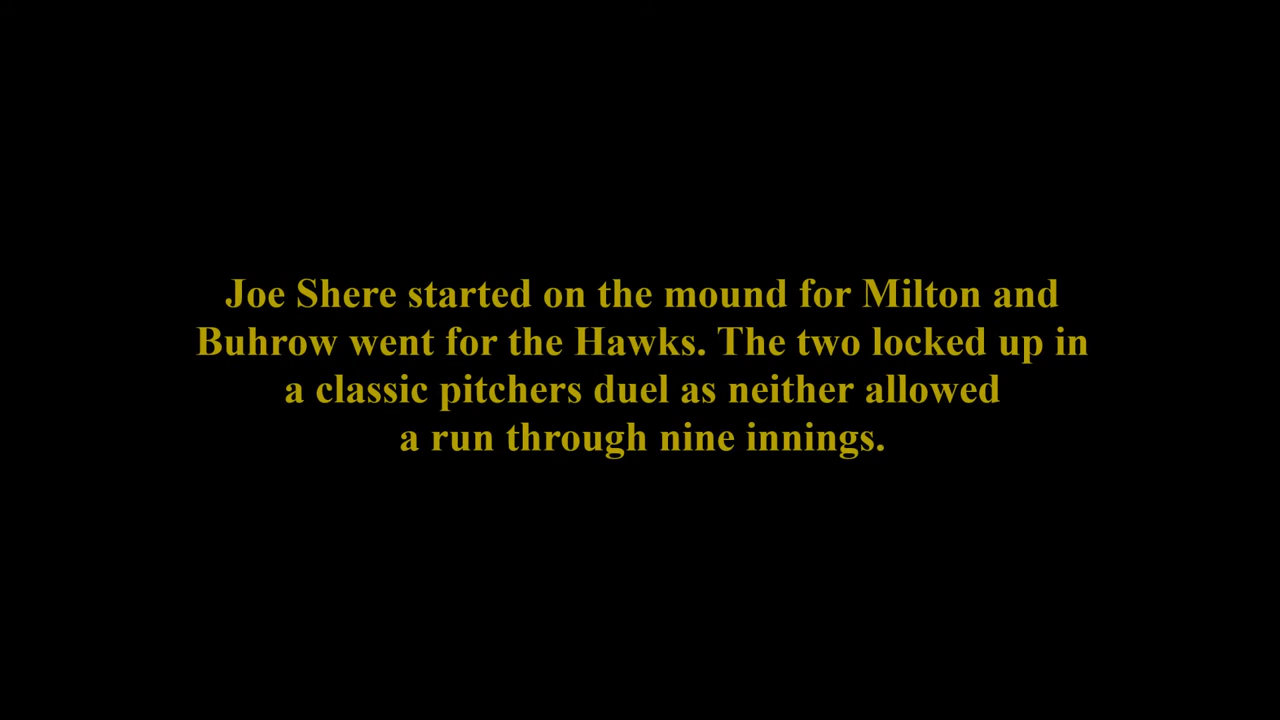 Joe Shere started on the mound for Milton and
Buhrow went for the Hawks. The two locked up in
a classic pitchers duel as neither allowed
a run through nine innings.